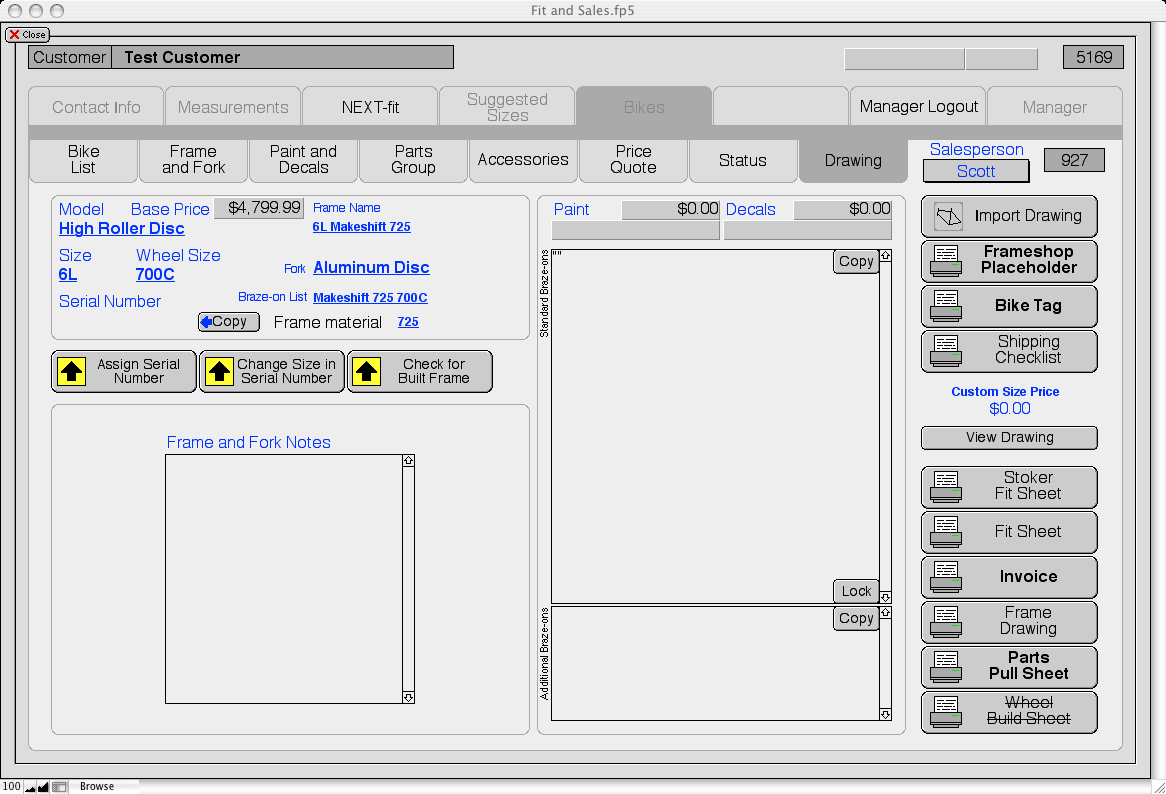 Fit and Sales.fp5
Close
Customer
Test Customer
5169
Contact Info
Measurements
NEXT-fit
Suggested
Sizes
Bikes
Manager Logout
Manager
Bike
List
Frame
and Fork
Paint and
Decals
Parts
Group
Accessories
Price
Quote
Status
Drawing
Salesperson
Scott
927
Model
Base Price
$4,799.99
Frame Name
High Roller Disc
6L Makeshift 725
Size
Wheel Size
6L
700C
Fork
Aluminum Disc
Serial Number
Braze-on List
Makeshift 725 700C
Copy
Frame material
725
Assign Serial
Number
Change Size in
Serial Number
Check for
Built Frame
Frame and Fork Notes
Paint
$0.00
Decals
$0.00
Standard Braze-ons
""
Copy
Lock
Additional Braze-ons
Copy
Import Drawing
Frameshop
Placeholder
Bike Tag
Shipping
Checklist
Custom Size Price
$0.00
View Drawing
Stoker
Fit Sheet
Fit Sheet
Invoice
Frame
Drawing
Parts
Pull Sheet
Wheel
Build Sheet
100
Browse